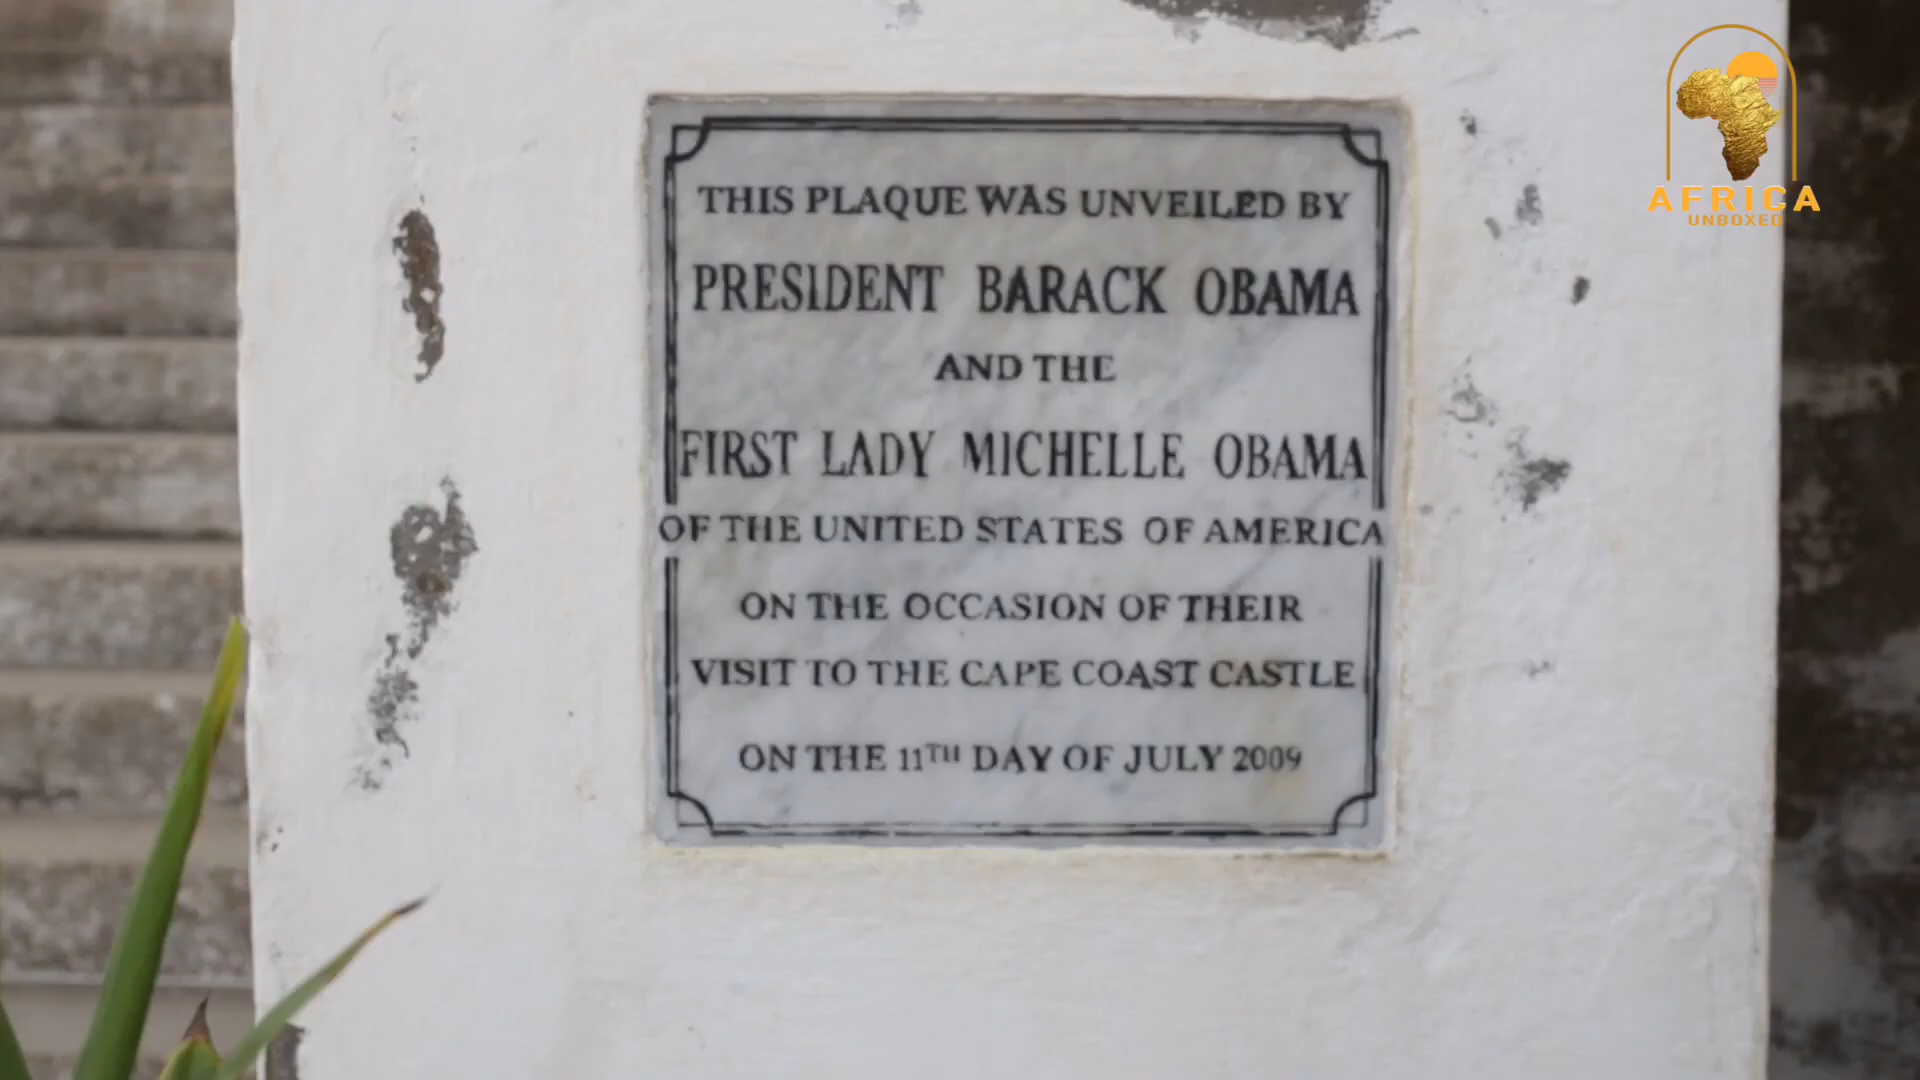 THIS PLAQUE WAS UNVEILED BY
PRESIDENT BARACK OBAMA
AND THE
FIRST LADY MICHELLE OBAMA
OF THE UNITED STATES OF AMERICA
ON THE OCCASION OF THEIR
VISIT TO THE CAPE COAST CASTLE
ON THE 11TH DAY OF JULY 2009
AFRICA
UNBOXED